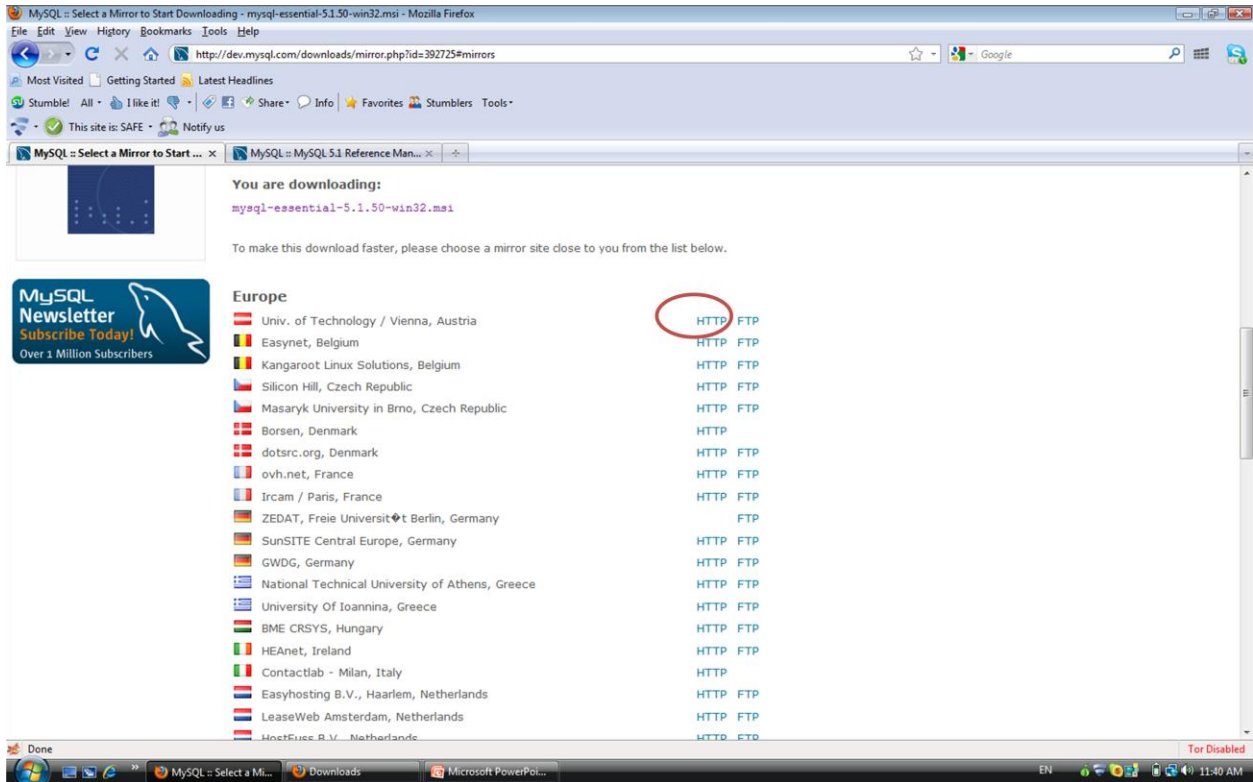 MySQL :: Select a Mirror to Start Downloading - mysql-essential-5.1.50-win32.msi - Mozilla Firefox
File Edit View History Bookmarks Tools Help
http://dev.mysql.com/downloads/mirror.php?id=392725#mirrors
Google
Most Visited Getting Started Latest Headlines
Stumble! All I like it! Share Info Favorites Stumblers Tools
This site is: SAFE Notify us
MySQL :: Select a Mirror to Start ... MySQL :: MySQL 5.1 Reference Man...
You are downloading:
mysql-essential-5.1.50-win32.msi
To make this download faster, please choose a mirror site close to you from the list below.
MySQL
Newsletter
Subscribe Today!
Over 1 Million Subscribers
Europe
Univ. of Technology / Vienna, Austria HTTP FTP
Easynet, Belgium HTTP FTP
Kangaroot Linux Solutions, Belgium HTTP FTP
Silicon Hill, Czech Republic HTTP FTP
Masaryk University in Brno, Czech Republic HTTP FTP
Borsen, Denmark HTTP
dotsrc.org, Denmark HTTP FTP
ovh.net, France HTTP FTP
Ircam / Paris, France HTTP FTP
ZEDAT, Freie Universit�t Berlin, Germany FTP
SunSITE Central Europe, Germany HTTP FTP
GWDG, Germany HTTP FTP
National Technical University of Athens, Greece HTTP FTP
University Of Ioannina, Greece HTTP FTP
BME CRSYS, Hungary HTTP FTP
HEAnet, Ireland HTTP FTP
Contactlab - Milan, Italy HTTP
Easyhosting B.V., Haarlem, Netherlands HTTP FTP
LeaseWeb Amsterdam, Netherlands HTTP FTP
HostFuss B.V., Netherlands HTTP FTP
Done Tor Disabled
MySQL :: Select a Mi... Downloads Microsoft PowerPoi... EN 11:40 AM